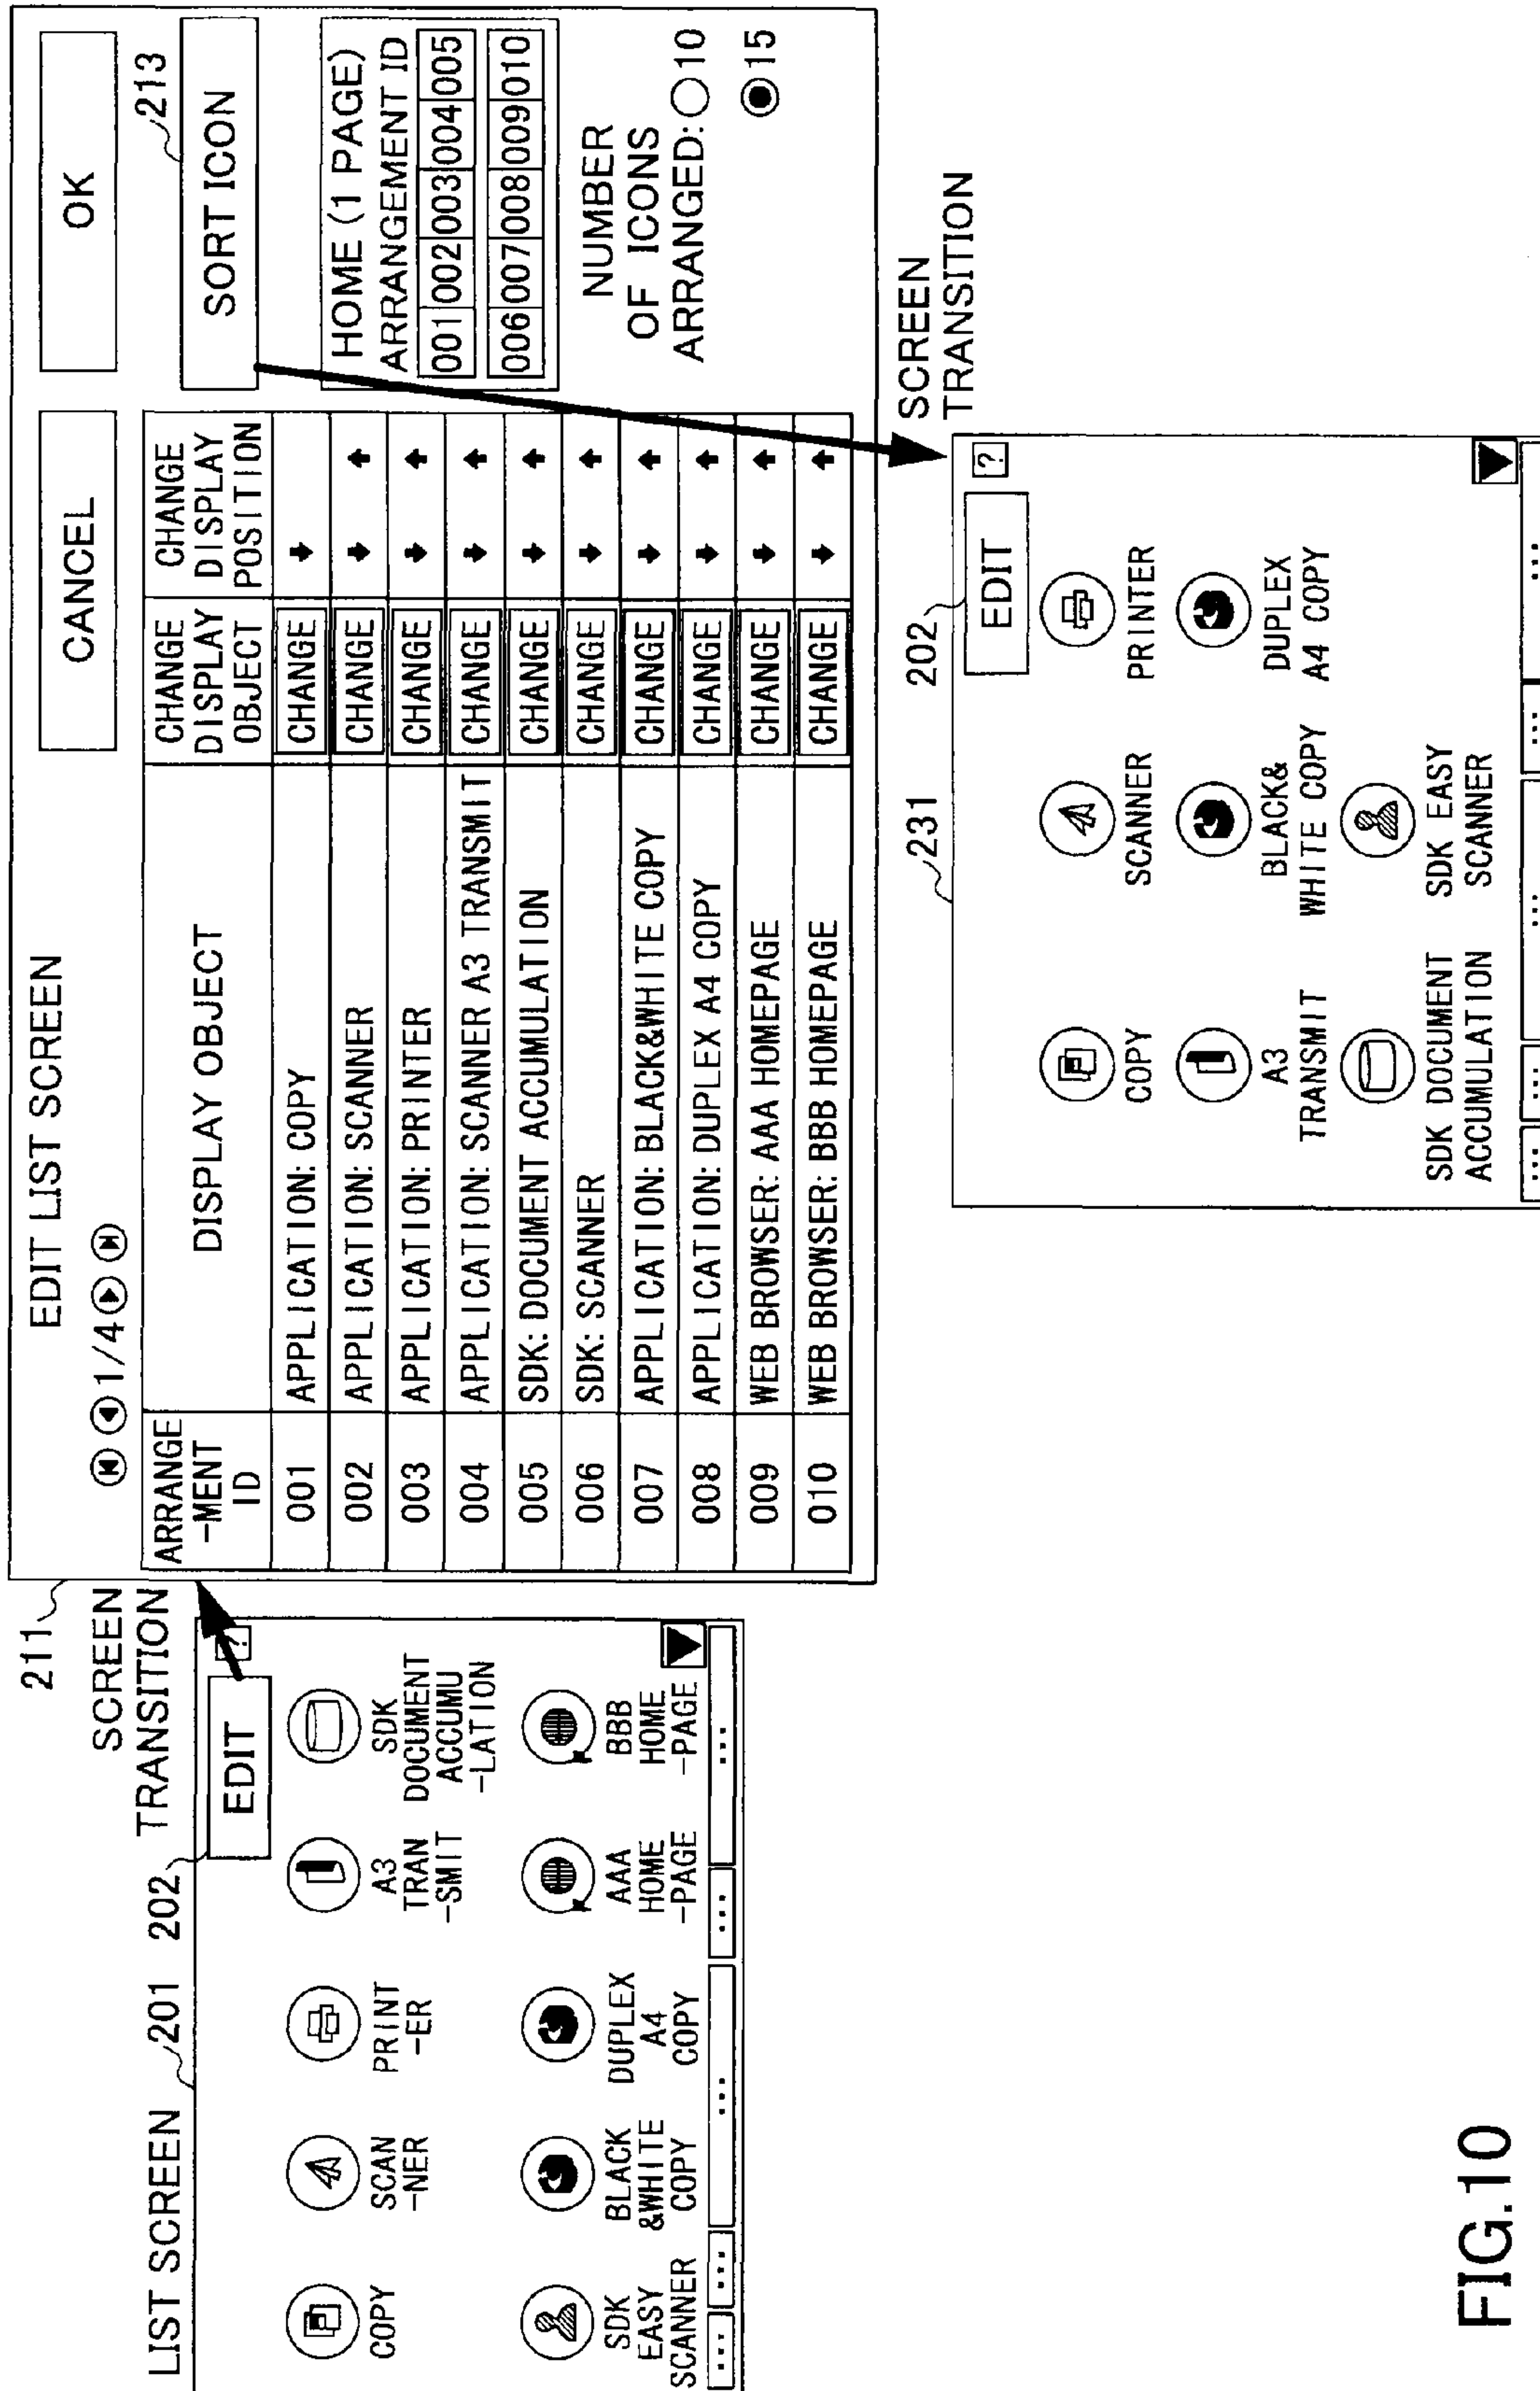 FIG.10
LIST SCREEN
201
202
EDIT
?
COPY
SCAN
-NER
PRINT
-ER
A3
TRAN
-SMIT
SDK
DOCUMENT
ACCUMU
-LATION
SDK
EASY
SCANNER
BLACK
&WHITE
COPY
DUPLEX
A4
COPY
AAA
HOME
-PAGE
BBB
HOME
-PAGE
... ... ... ... ...
SCREEN
TRANSITION
211
EDIT LIST SCREEN
CANCEL
OK
1/4
213
SORT ICON
ARRANGE
-MENT
ID
DISPLAY OBJECT
CHANGE
DISPLAY
OBJECT
CHANGE
DISPLAY
POSITION
001 APPLICATION: COPY CHANGE
002 APPLICATION: SCANNER CHANGE
003 APPLICATION: PRINTER CHANGE
004 APPLICATION: SCANNER A3 TRANSMIT CHANGE
005 SDK: DOCUMENT ACCUMULATION CHANGE
006 SDK: SCANNER CHANGE
007 APPLICATION: BLACK&WHITE COPY CHANGE
008 APPLICATION: DUPLEX A4 COPY CHANGE
009 WEB BROWSER: AAA HOMEPAGE CHANGE
010 WEB BROWSER: BBB HOMEPAGE CHANGE
HOME (1 PAGE)
ARRANGEMENT ID
001 002 003 004 005
006 007 008 009 010
NUMBER
OF ICONS
ARRANGED: 10
15
SCREEN
TRANSITION
231
202
EDIT
?
COPY
SCANNER
PRINTER
A3
TRANSMIT
BLACK&
WHITE COPY
DUPLEX
A4 COPY
SDK DOCUMENT
ACCUMULATION
SDK EASY
SCANNER
... ... ... ... ...